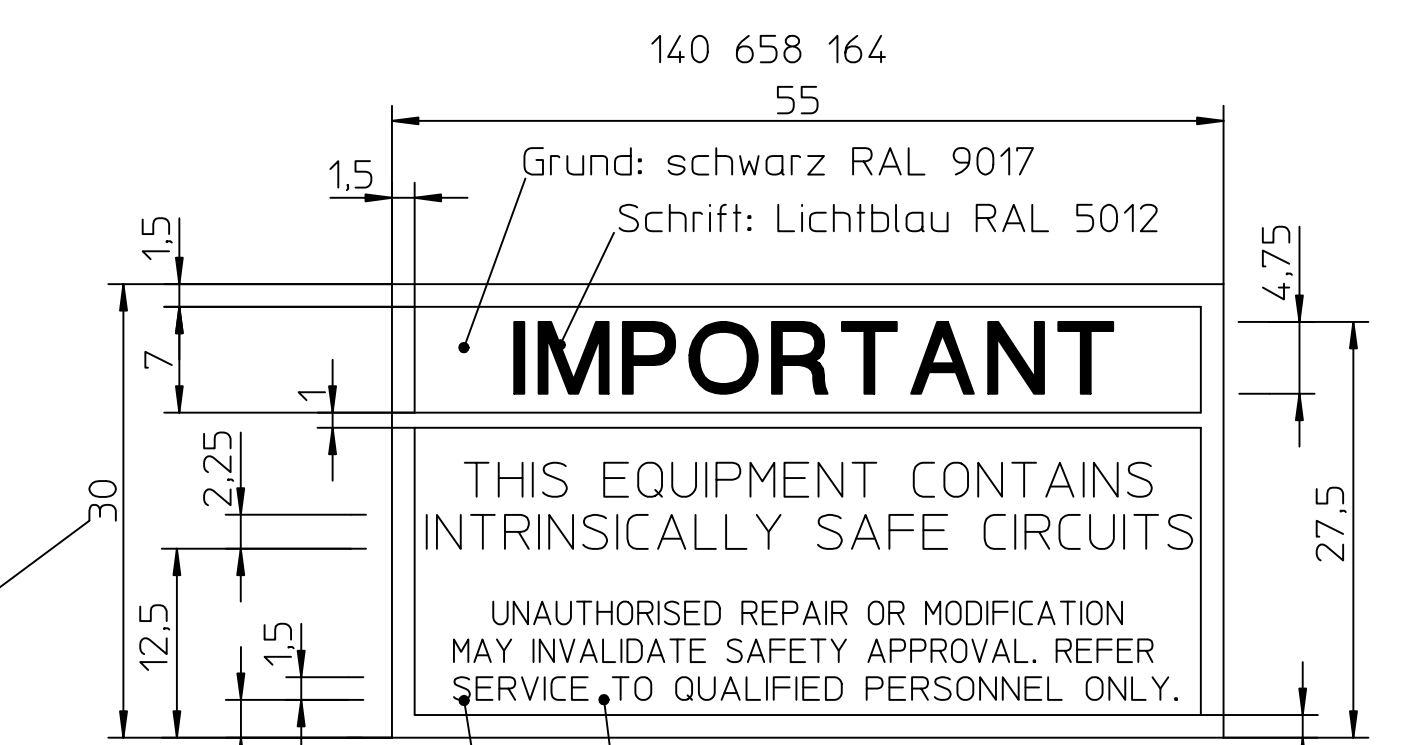 140 658 164
55
Grund: schwarz RAL 9017
1,5
Schrift: Lichtblau RAL 5012
1,5
4,75
IMPORTANT
7
1
THIS EQUIPMENT CONTAINS
2,25
30
INTRINSICALLY SAFE CIRCUITS
27,5
UNAUTHORISED REPAIR OR MODIFICATION
12,5
1,5
MAY INVALIDATE SAFETY APPROVAL. REFER
SERVICE TO QUALIFIED PERSONNEL ONLY.